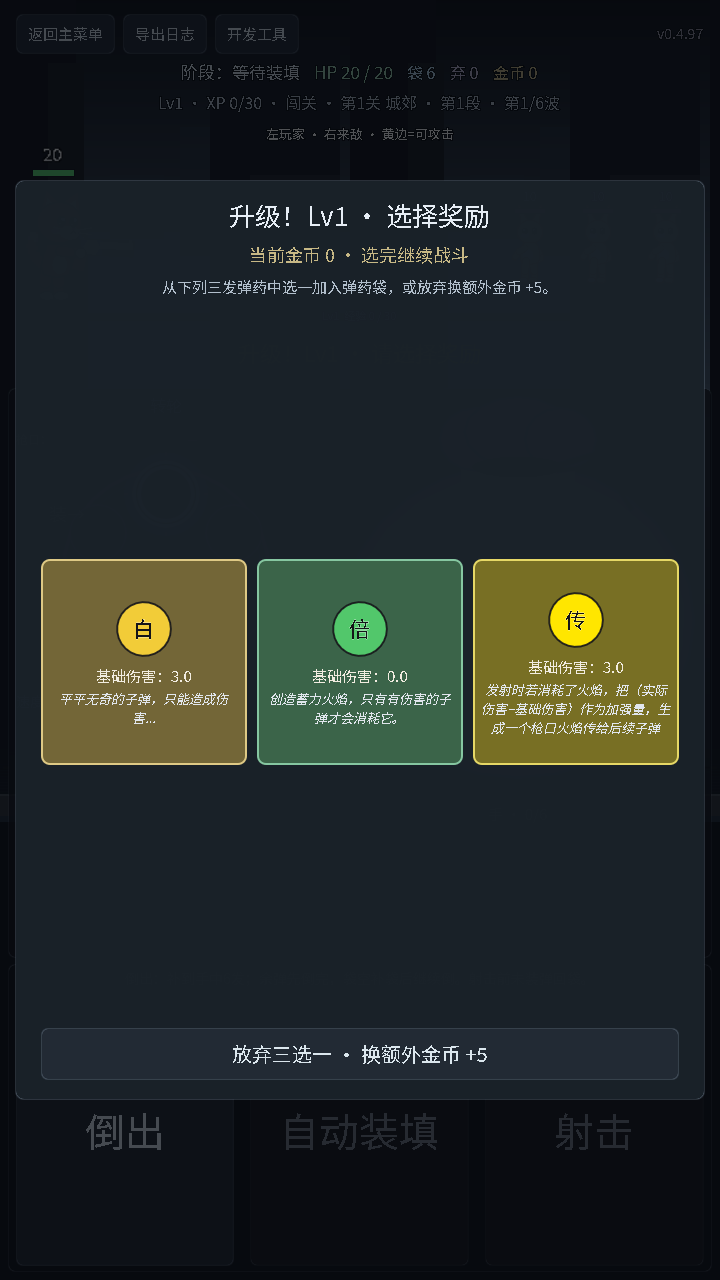 返回主菜单 导出日志 开发工具 v0.4.97
阶段：等待装填 HP 20 / 20 袋 6 弃 0 金币 0
Lv1 · XP 0/30 · 闯关 · 第1关 城郊 · 第1段 · 第1/6波
左玩家 · 右来敌 · 黄边=可攻击
20
升级！Lv1 · 选择奖励
当前金币 0 · 选完继续战斗
从下列三发弹药中选一加入弹药袋，或放弃换额外金币 +5。
白
基础伤害：3.0
平平无奇的子弹，只能造成伤
害...
倍
基础伤害：0.0
创造蓄力火焰，只有有伤害的子
弹才会消耗它。
传
基础伤害：3.0
发射时若消耗了火焰，把（实际
伤害-基础伤害）作为加强量，生
成一个枪口火焰传给后续子弹
放弃三选一 · 换额外金币 +5
倒出 自动装填 射击